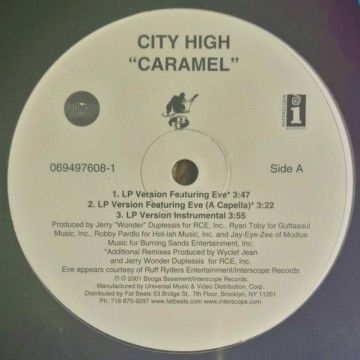 CITY HIGH
"CARAMEL"
INTERSCOPE
RECORDS
069497608-1
Side A
1. LP Version Featuring Eve* 3:47
2. LP Version Featuring Eve (A Capella)* 3:22
3. LP Version Instrumental 3:55
Produced by Jerry "Wonder" Duplessis for RCE, Inc., Ryan Toby for Guttasoul
Music, Inc., Robby Pardlo for Hot-Ish Music, Inc. and Jay-Eye-Zee of Modius
Music for Burning Sands Entertainment, Inc.
*Additional Remixes Produced by Wyclef Jean
and Jerry Wonder Duplessis for RCE, Inc.
Eve appears courtesy of Ruff Ryders Entertainment/Interscope Records
℗ © 2001 Booga Basement/Interscope Records.
Manufactured by Universal Music & Video Distribution, Corp.
Distributed by Fat Beats 53 Bridge St. 7th Floor, Brooklyn, NY 11201
Ph: 718 875-9297 www.fatbeats.com www.interscope.com